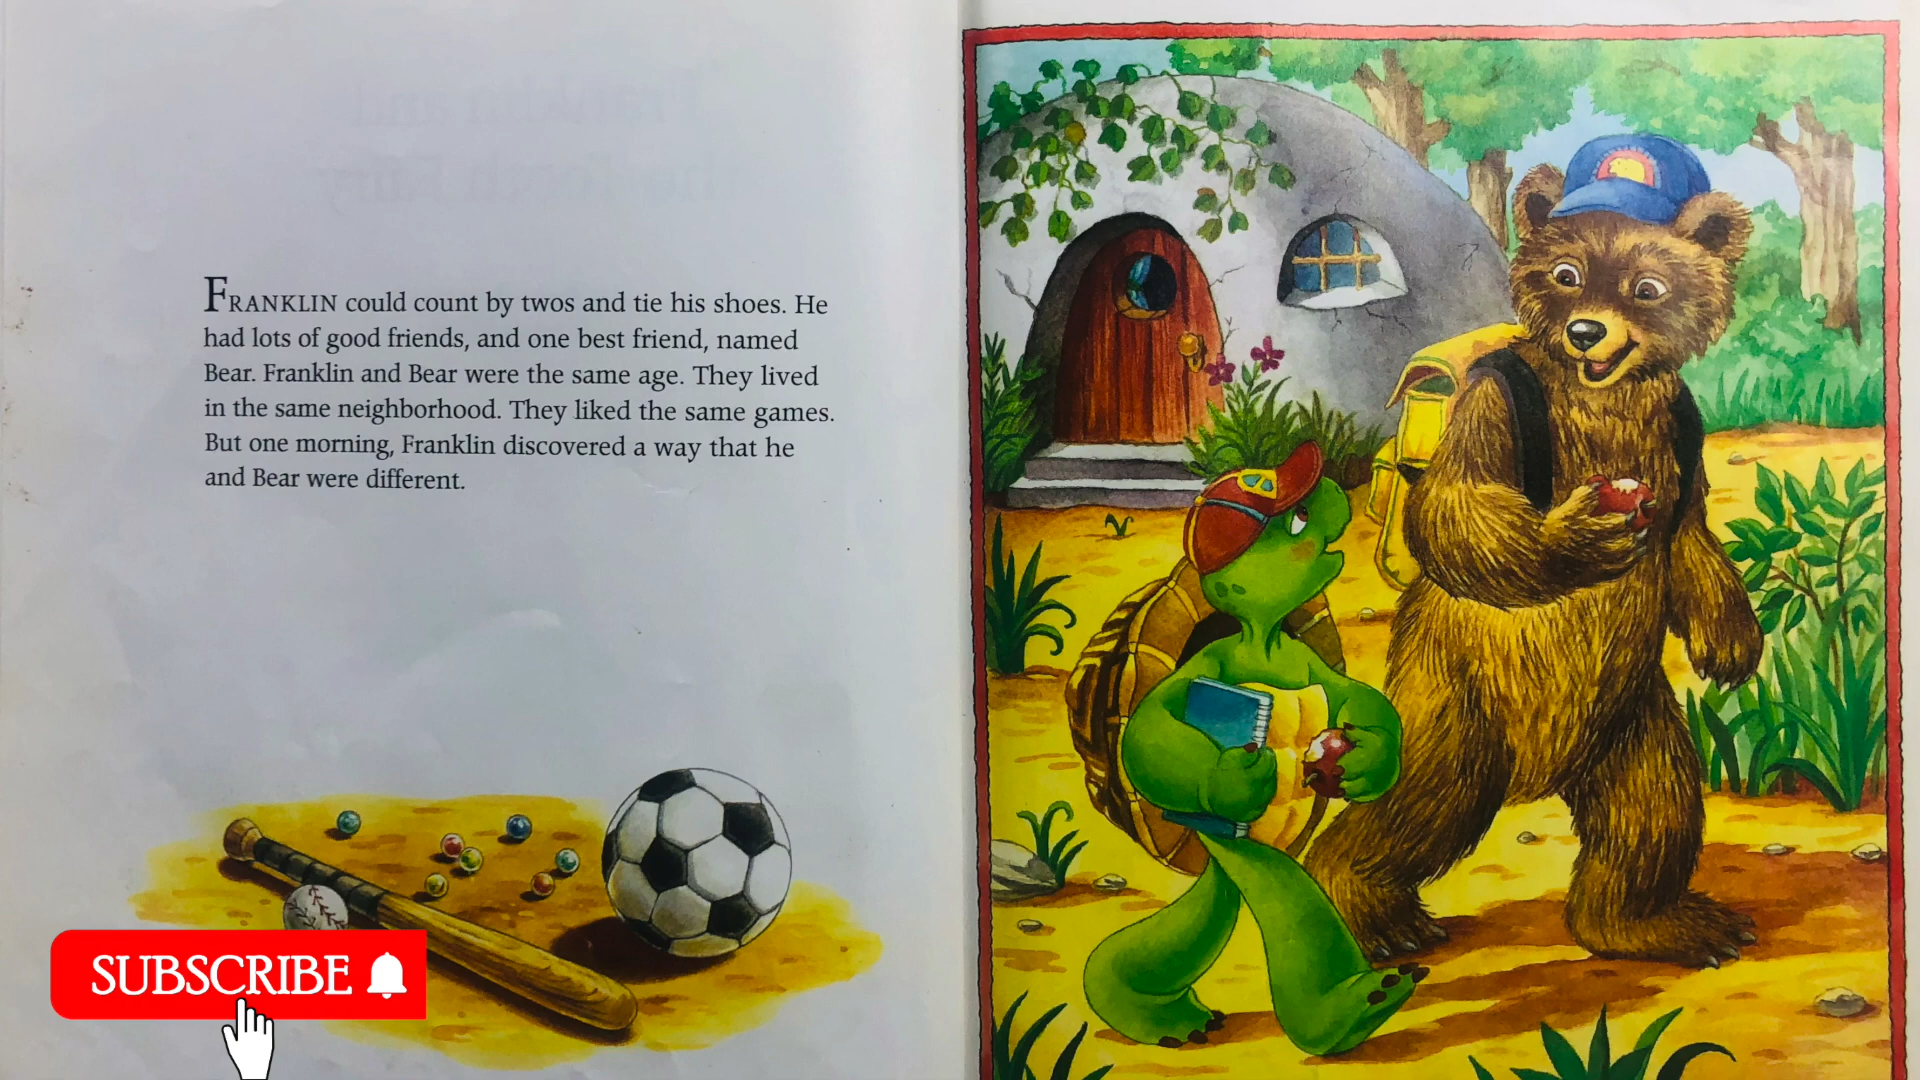 FRANKLIN could count by twos and tie his shoes. He
had lots of good friends, and one best friend, named
Bear. Franklin and Bear were the same age. They lived
in the same neighborhood. They liked the same games.
But one morning, Franklin discovered a way that he
and Bear were different.
SUBSCRIBE